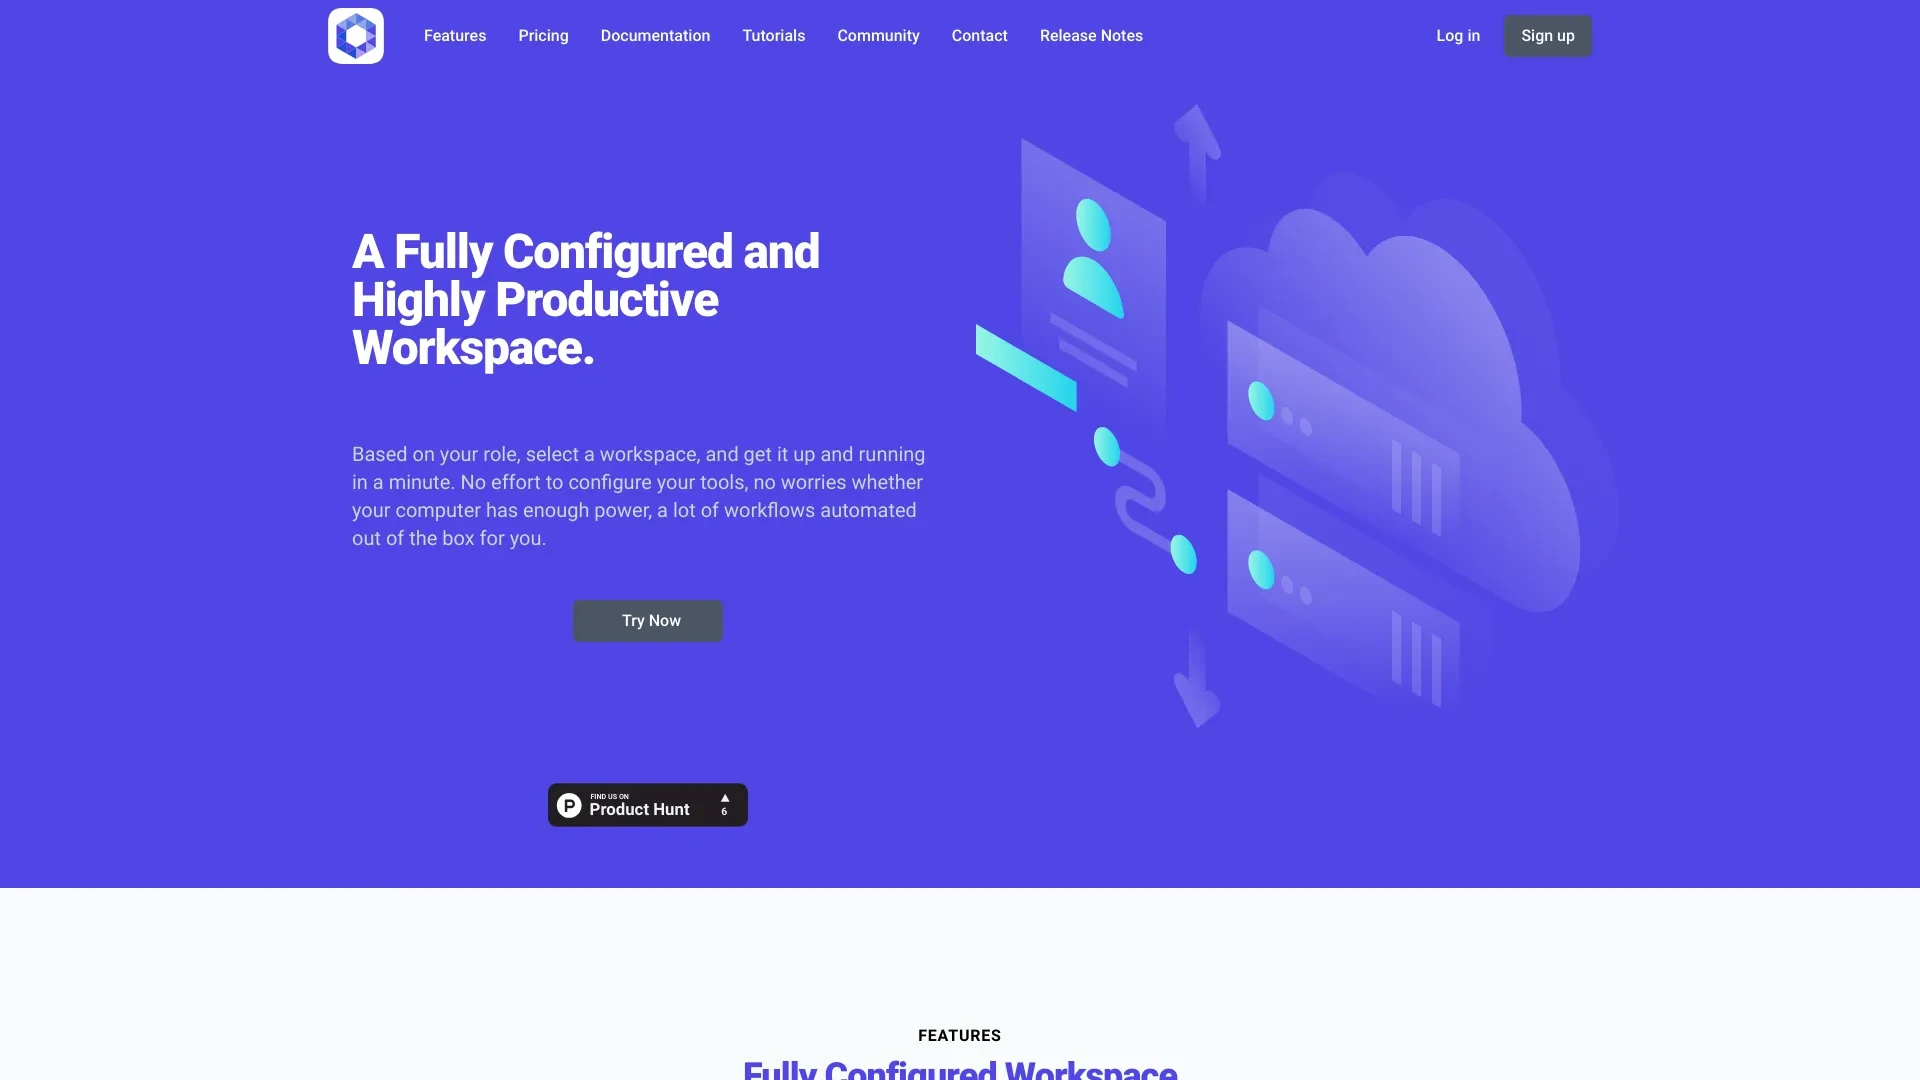 Features Pricing Documentation Tutorials Community Contact Release Notes Log in Sign up
A Fully Configured and
Highly Productive
Workspace.
Based on your role, select a workspace, and get it up and running
in a minute. No effort to configure your tools, no worries whether
your computer has enough power, a lot of workflows automated
out of the box for you.
Try Now
P FIND US ON
Product Hunt
6
FEATURES
Fully Configured Workspace